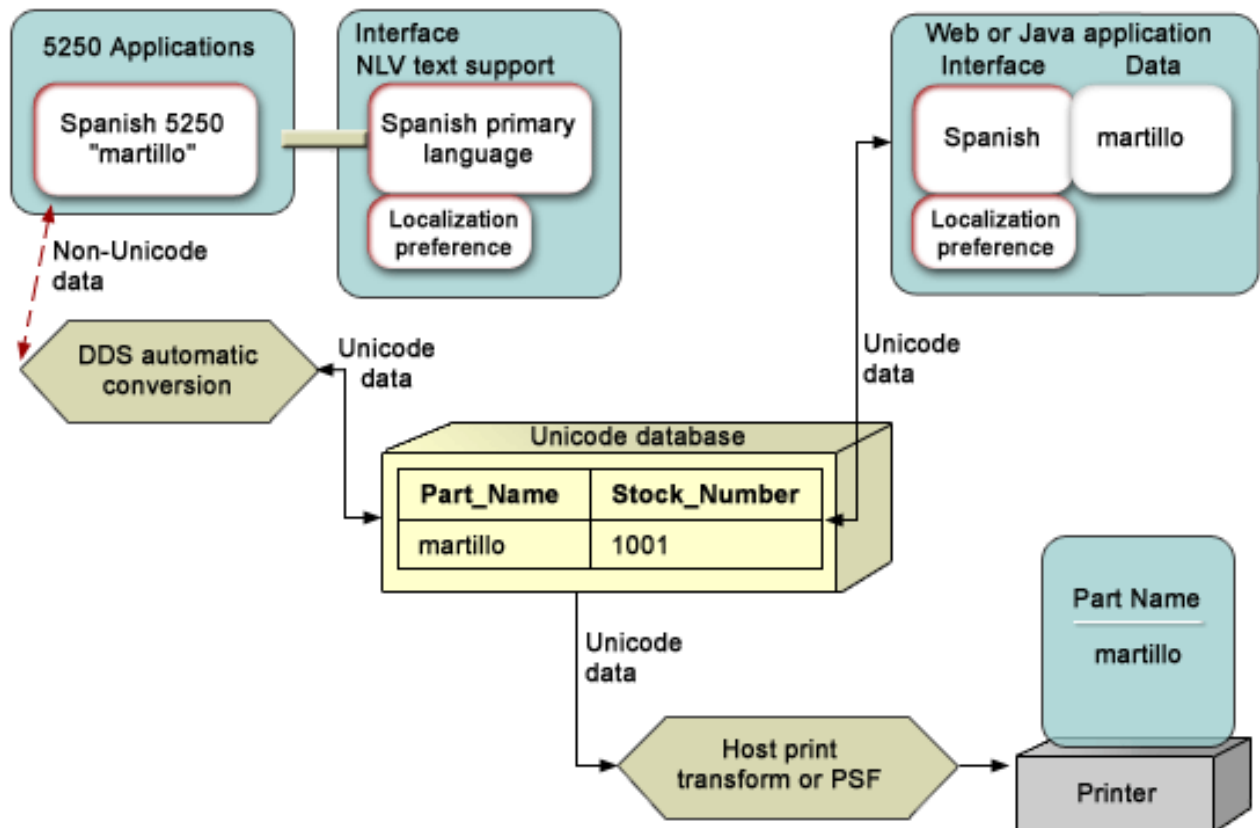 5250 Applications
Spanish 5250
"martillo"
Interface
NLV text support
Spanish primary
language
Localization
preference
Web or Java application
Interface Data
Spanish martillo
Localization
preference
Non-Unicode
data
DDS automatic
conversion
Unicode
data
Unicode
data
Unicode database
Part_Name Stock_Number
martillo 1001
Unicode
data
Host print
transform or PSF
Part Name
martillo
Printer